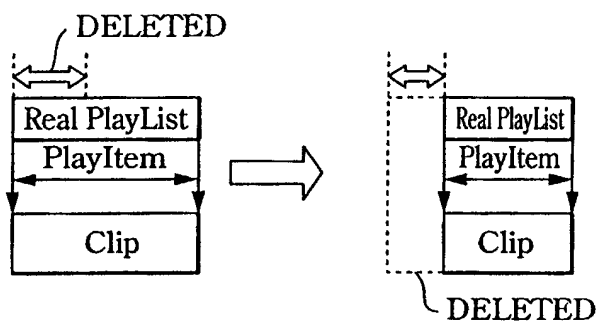 DELETED
Real PlayList
PlayItem
Clip
Real PlayList
PlayItem
Clip
DELETED